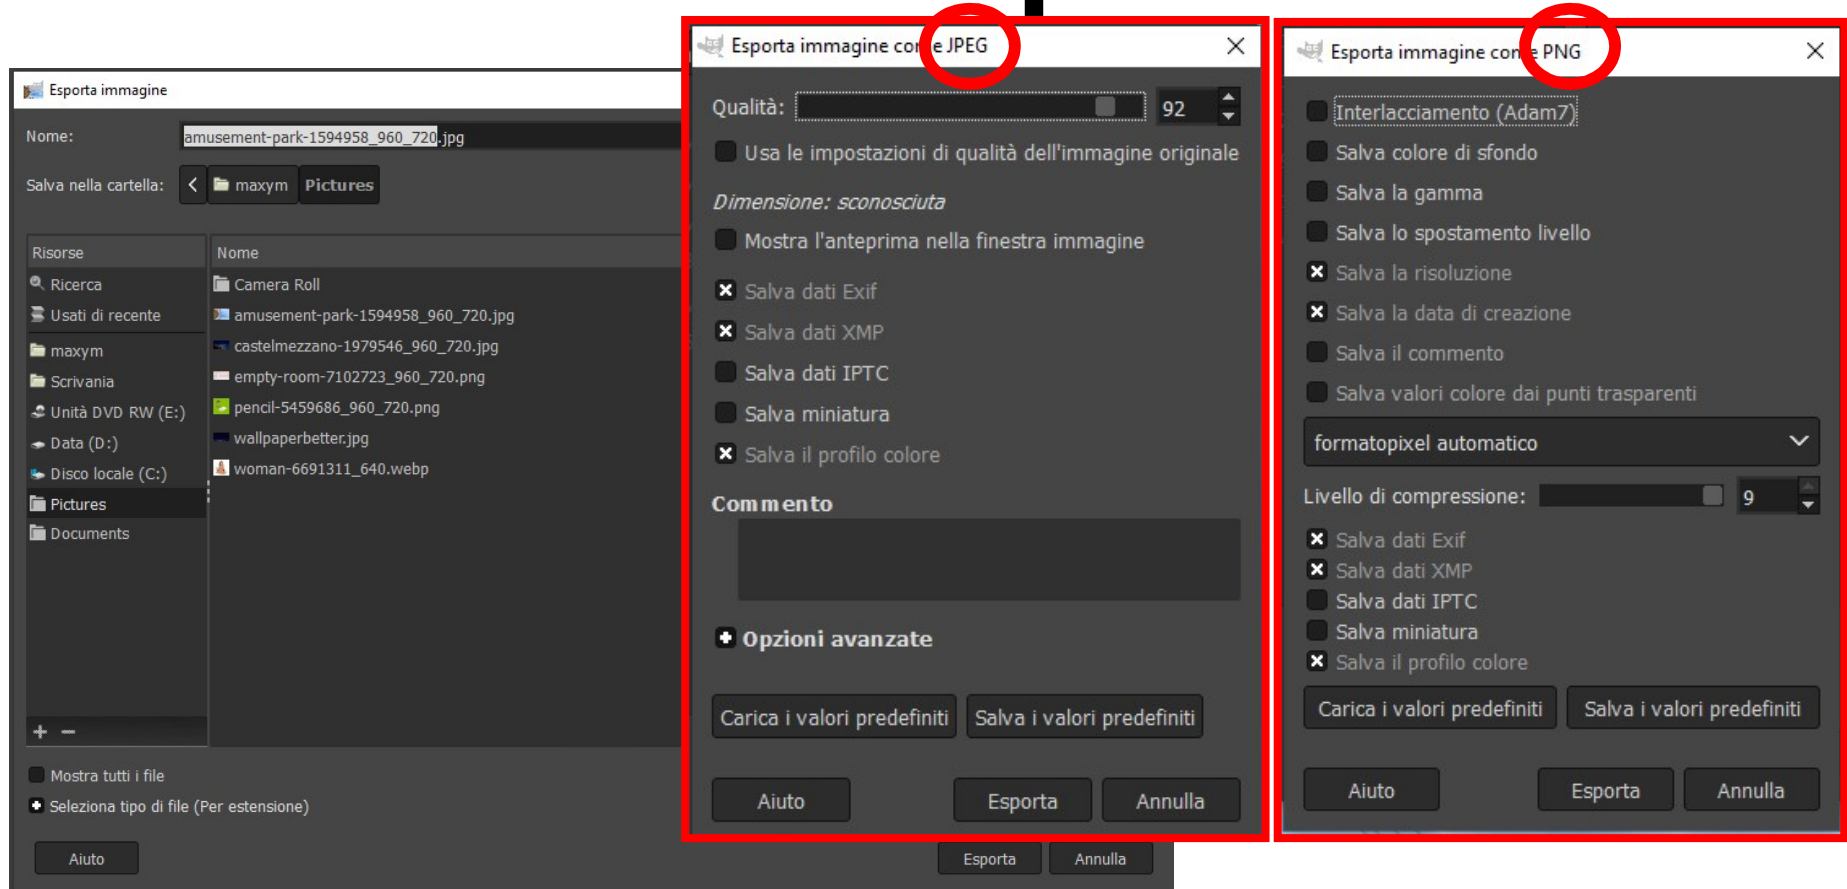 Esporta immagine
Nome:
amusement-park-1594958_960_720.jpg
Salva nella cartella:
maxym
Pictures
Risorse
Ricerca
Usati di recente
maxym
Scrivania
Unità DVD RW (E:)
Data (D:)
Disco locale (C:)
Pictures
Documents
Nome
Camera Roll
amusement-park-1594958_960_720.jpg
castelmezzano-1979546_960_720.jpg
empty-room-7102723_960_720.png
pencil-5459686_960_720.png
wallpaperbetter.jpg
woman-6691311_640.webp
Mostra tutti i file
Seleziona tipo di file (Per estensione)
Aiuto
Esporta
Annulla
Esporta immagine come JPEG
Qualità:
92
Usa le impostazioni di qualità dell'immagine originale
Dimensione: sconosciuta
Mostra l'anteprima nella finestra immagine
Salva dati Exif
Salva dati XMP
Salva dati IPTC
Salva miniatura
Salva il profilo colore
Commento
Opzioni avanzate
Carica i valori predefiniti
Salva i valori predefiniti
Aiuto
Esporta
Annulla
Esporta immagine come PNG
Interlacciamento (Adam7)
Salva colore di sfondo
Salva la gamma
Salva lo spostamento livello
Salva la risoluzione
Salva la data di creazione
Salva il commento
Salva valori colore dai punti trasparenti
formatopixel automatico
Livello di compressione:
9
Salva dati Exif
Salva dati XMP
Salva dati IPTC
Salva miniatura
Salva il profilo colore
Carica i valori predefiniti
Salva i valori predefiniti
Aiuto
Esporta
Annulla